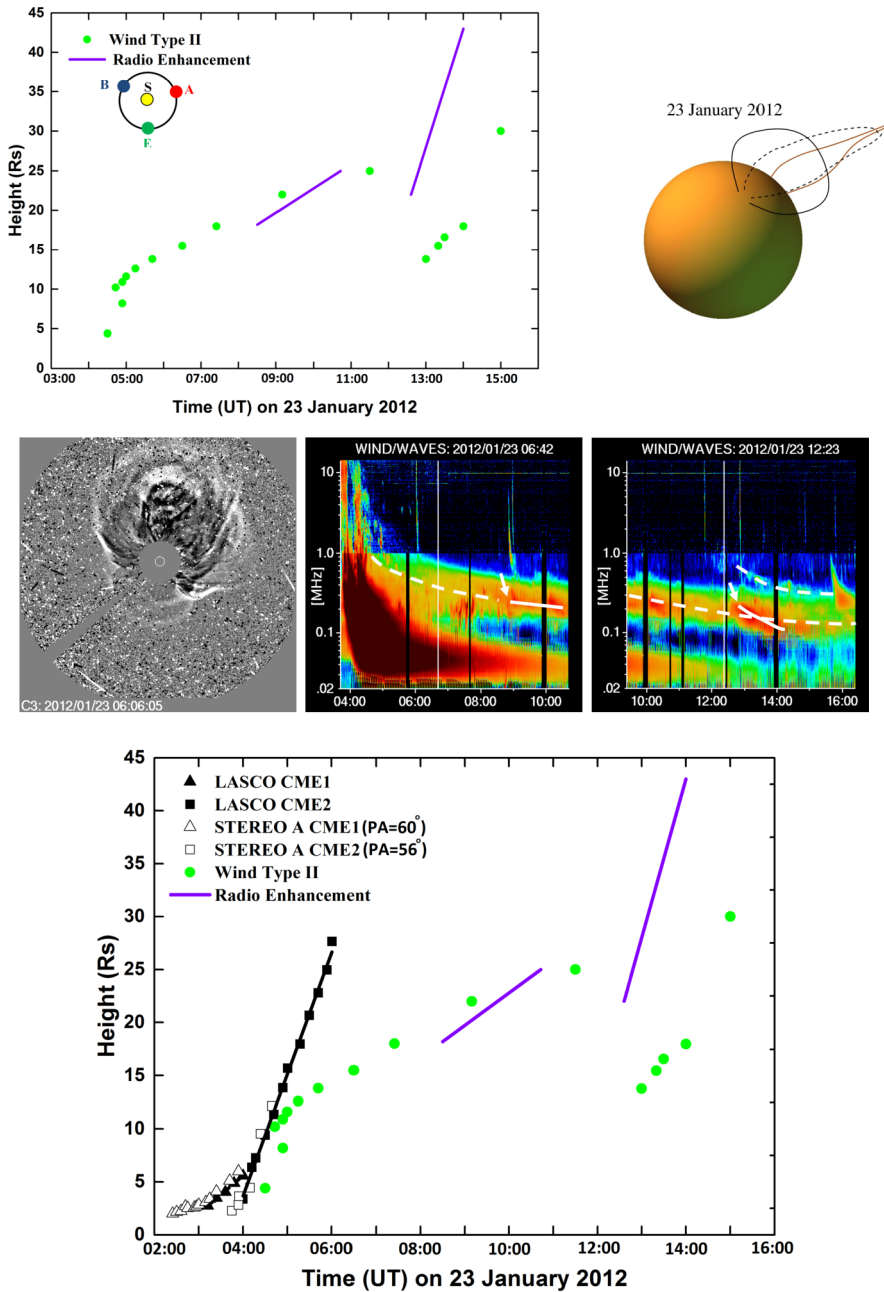 45
40
35
30
25
20
15
10
5
0
Height (Rs)
Wind Type II
Radio Enhancement
B
S
A
E
03:00
05:00
07:00
09:00
11:00
13:00
15:00
Time (UT) on 23 January 2012
23 January 2012
C3: 2012/01/23 06:06:05
WIND/WAVES: 2012/01/23 06:42
10
1.0
[MHz]
0.1
.02
04:00
06:00
08:00
10:00
WIND/WAVES: 2012/01/23 12:23
10
1.0
[MHz]
0.1
.02
10:00
12:00
14:00
16:00
45
40
35
30
25
20
15
10
5
0
Height (Rs)
LASCO CME1
LASCO CME2
STEREO A CME1(PA=60°)
STEREO A CME2(PA=56°)
Wind Type II
Radio Enhancement
02:00
04:00
06:00
08:00
10:00
12:00
14:00
16:00
Time (UT) on 23 January 2012